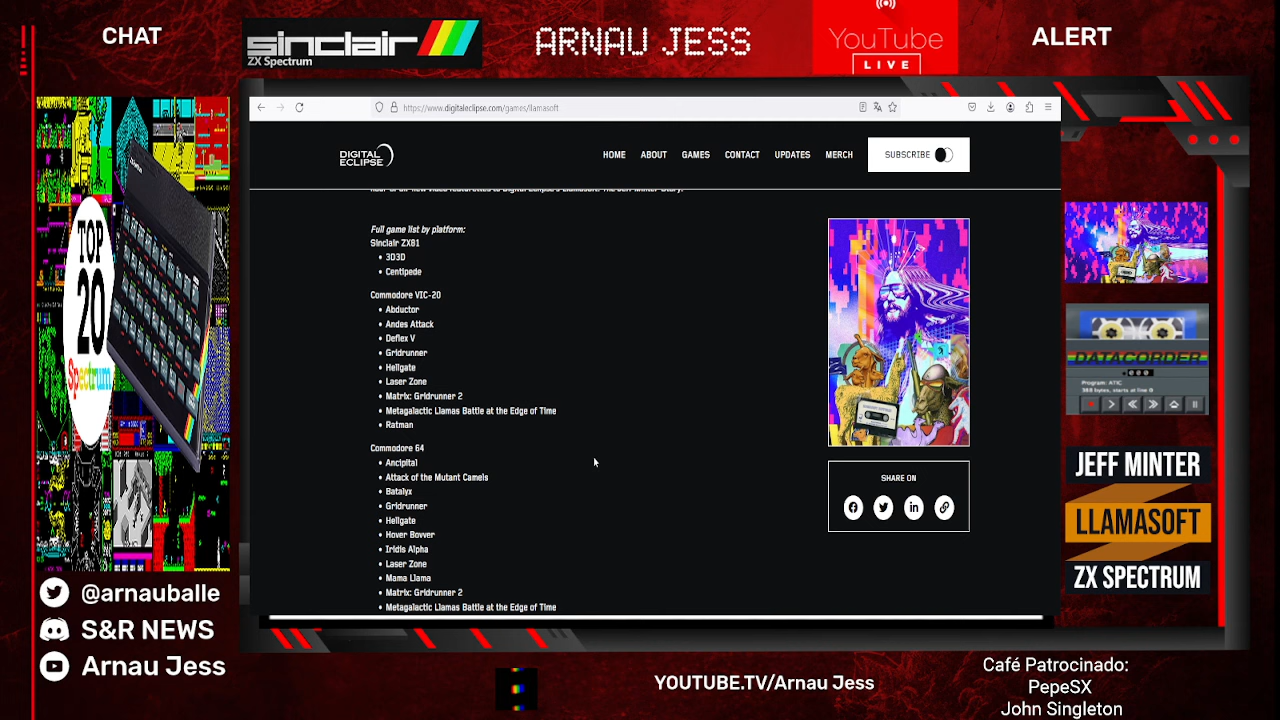 CHAT
sinclair
ZX Spectrum
ARNAU JESS
YouTube
LIVE
ALERT
https://www.digitaleclipse.com/games/llamasoft
DIGITAL
ECLIPSE
HOME
ABOUT
GAMES
CONTACT
UPDATES
MERCH
SUBSCRIBE
Full game list by platform:
Sinclair ZX81
• 3D3D
• Centipede
Commodore VIC-20
• Abductor
• Andes Attack
• Deflex V
• Gridrunner
• Hellgate
• Laser Zone
• Matrix: Gridrunner 2
• Metagalactic Llamas Battle at the Edge of Time
• Ratman
Commodore 64
• Ancipital
• Attack of the Mutant Camels
• Batalyx
• Gridrunner
• Hellgate
• Hover Bovver
• Iridis Alpha
• Laser Zone
• Mama Llama
• Matrix: Gridrunner 2
• Metagalactic Llamas Battle at the Edge of Time
SHARE ON
TOP
20
Spectrum
@arnauballe
S&R NEWS
Arnau Jess
DATACORDER
Program: ATIC
JEFF MINTER
LLAMASOFT
ZX SPECTRUM
YOUTUBE.TV/Arnau Jess
Café Patrocinado:
PepeSX
John Singleton